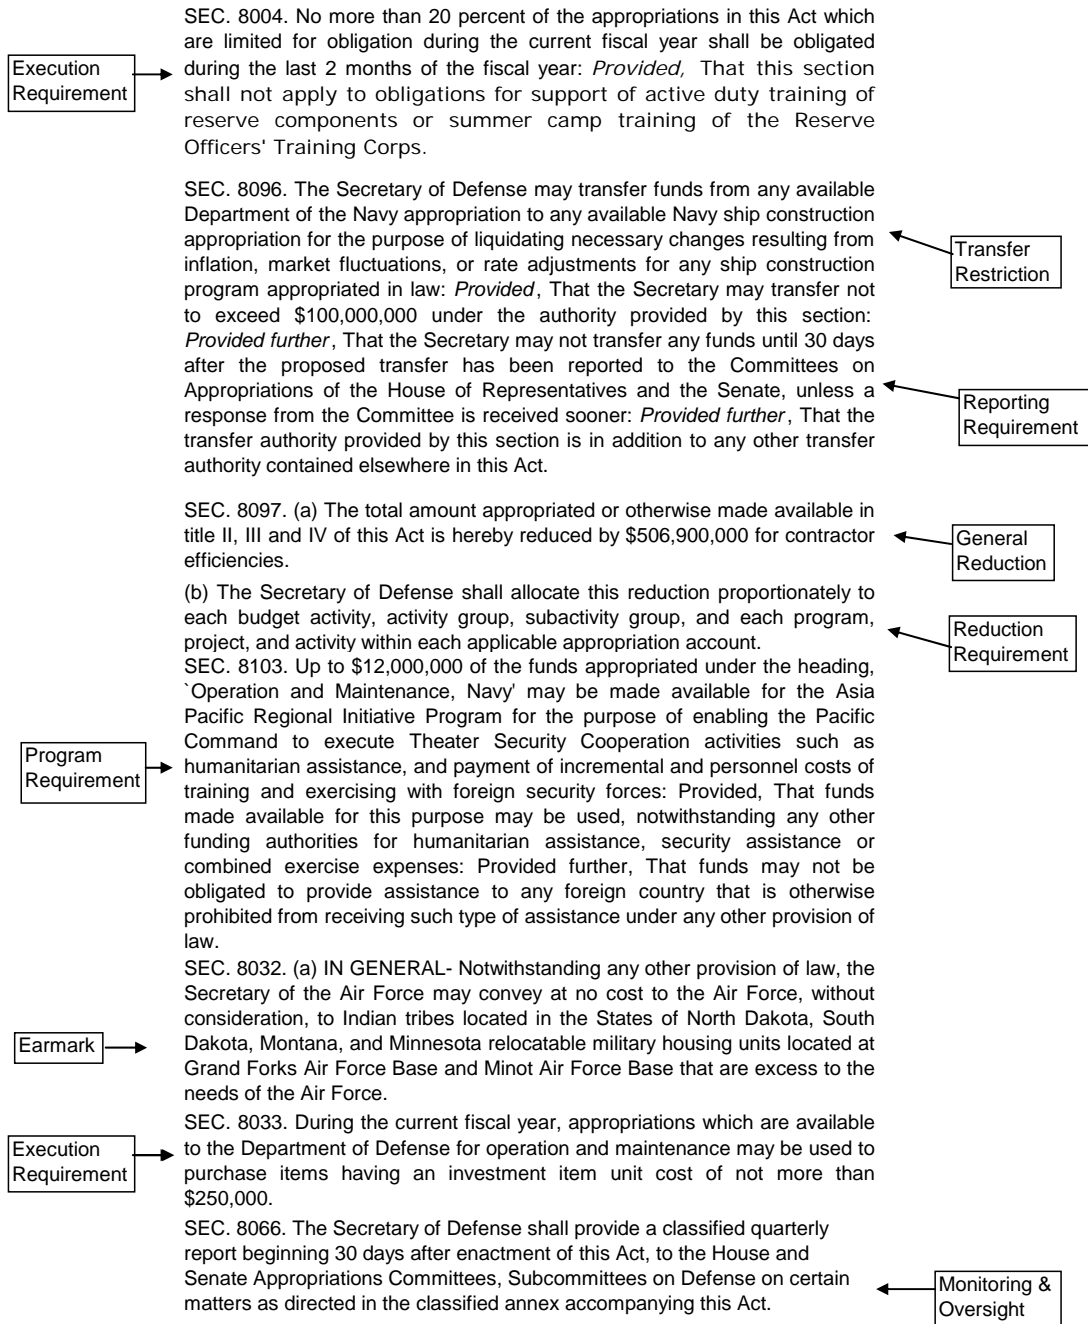 SEC. 8004. No more than 20 percent of the appropriations in this Act which
are limited for obligation during the current fiscal year shall be obligated
during the last 2 months of the fiscal year: Provided, That this section
shall not apply to obligations for support of active duty training of
reserve components or summer camp training of the Reserve
Officers' Training Corps.
Execution
Requirement
SEC. 8096. The Secretary of Defense may transfer funds from any available
Department of the Navy appropriation to any available Navy ship construction
appropriation for the purpose of liquidating necessary changes resulting from
inflation, market fluctuations, or rate adjustments for any ship construction
program appropriated in law: Provided, That the Secretary may transfer not
to exceed $100,000,000 under the authority provided by this section:
Provided further, That the Secretary may not transfer any funds until 30 days
after the proposed transfer has been reported to the Committees on
Appropriations of the House of Representatives and the Senate, unless a
response from the Committee is received sooner: Provided further, That the
transfer authority provided by this section is in addition to any other transfer
authority contained elsewhere in this Act.
Transfer
Restriction
Reporting
Requirement
SEC. 8097. (a) The total amount appropriated or otherwise made available in
title II, III and IV of this Act is hereby reduced by $506,900,000 for contractor
efficiencies.
General
Reduction
(b) The Secretary of Defense shall allocate this reduction proportionately to
each budget activity, activity group, subactivity group, and each program,
project, and activity within each applicable appropriation account.
Reduction
Requirement
SEC. 8103. Up to $12,000,000 of the funds appropriated under the heading,
`Operation and Maintenance, Navy' may be made available for the Asia
Pacific Regional Initiative Program for the purpose of enabling the Pacific
Command to execute Theater Security Cooperation activities such as
humanitarian assistance, and payment of incremental and personnel costs of
training and exercising with foreign security forces: Provided, That funds
made available for this purpose may be used, notwithstanding any other
funding authorities for humanitarian assistance, security assistance or
combined exercise expenses: Provided further, That funds may not be
obligated to provide assistance to any foreign country that is otherwise
prohibited from receiving such type of assistance under any other provision of
law.
Program
Requirement
SEC. 8032. (a) IN GENERAL- Notwithstanding any other provision of law, the
Secretary of the Air Force may convey at no cost to the Air Force, without
consideration, to Indian tribes located in the States of North Dakota, South
Dakota, Montana, and Minnesota relocatable military housing units located at
Grand Forks Air Force Base and Minot Air Force Base that are excess to the
needs of the Air Force.
Earmark
SEC. 8033. During the current fiscal year, appropriations which are available
to the Department of Defense for operation and maintenance may be used to
purchase items having an investment item unit cost of not more than
$250,000.
Execution
Requirement
SEC. 8066. The Secretary of Defense shall provide a classified quarterly
report beginning 30 days after enactment of this Act, to the House and
Senate Appropriations Committees, Subcommittees on Defense on certain
matters as directed in the classified annex accompanying this Act.
Monitoring &
Oversight